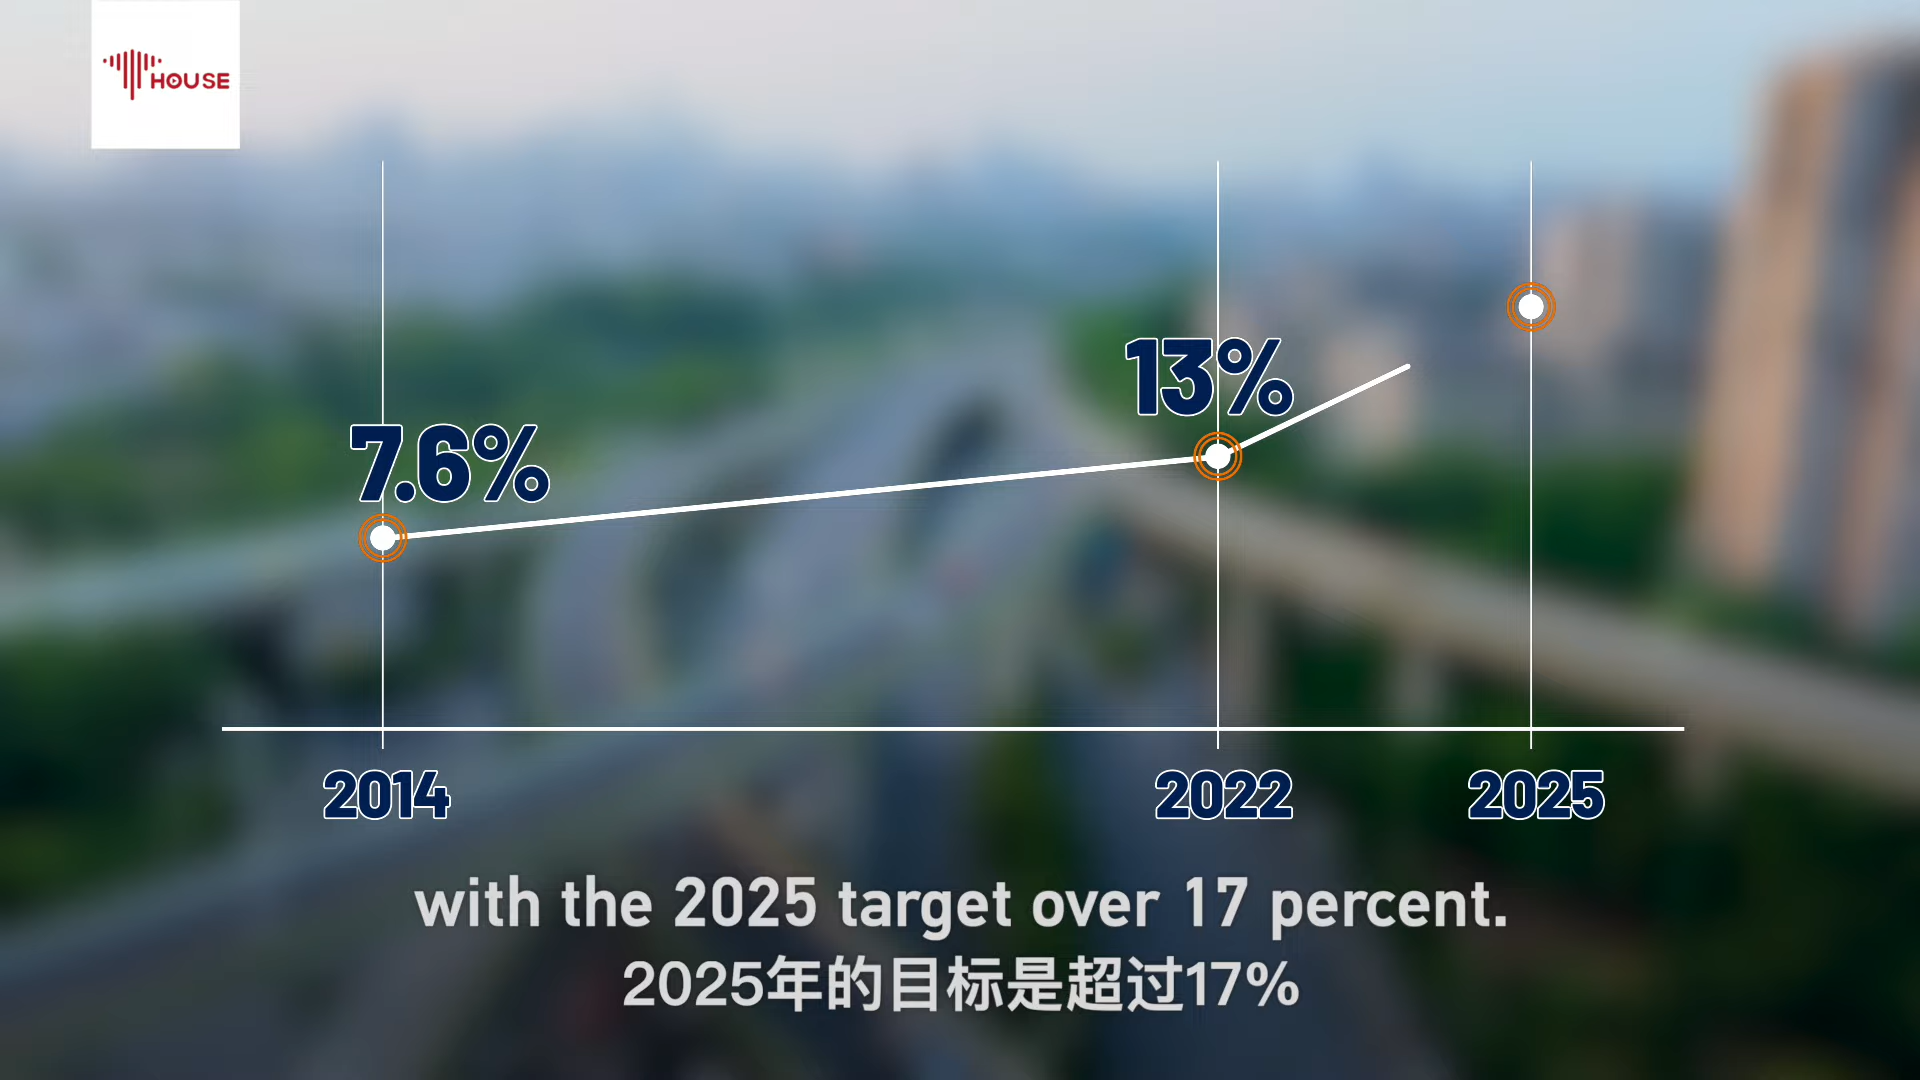 HOUSE
13%
7.6%
2014 2022 2025
with the 2025 target over 17 percent.
2025年的目标是超过17%